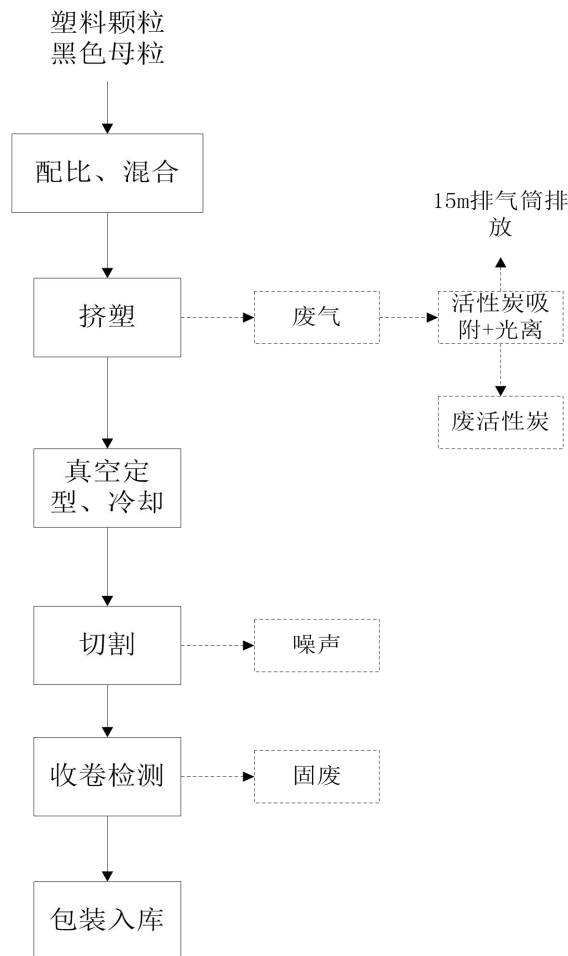 塑料颗粒
黑色母粒
配比、混合
15m排气筒排
放
挤塑
废气
活性炭吸
附+光离
废活性炭
真空定
型、冷却
切割
噪声
收卷检测
固废
包装入库